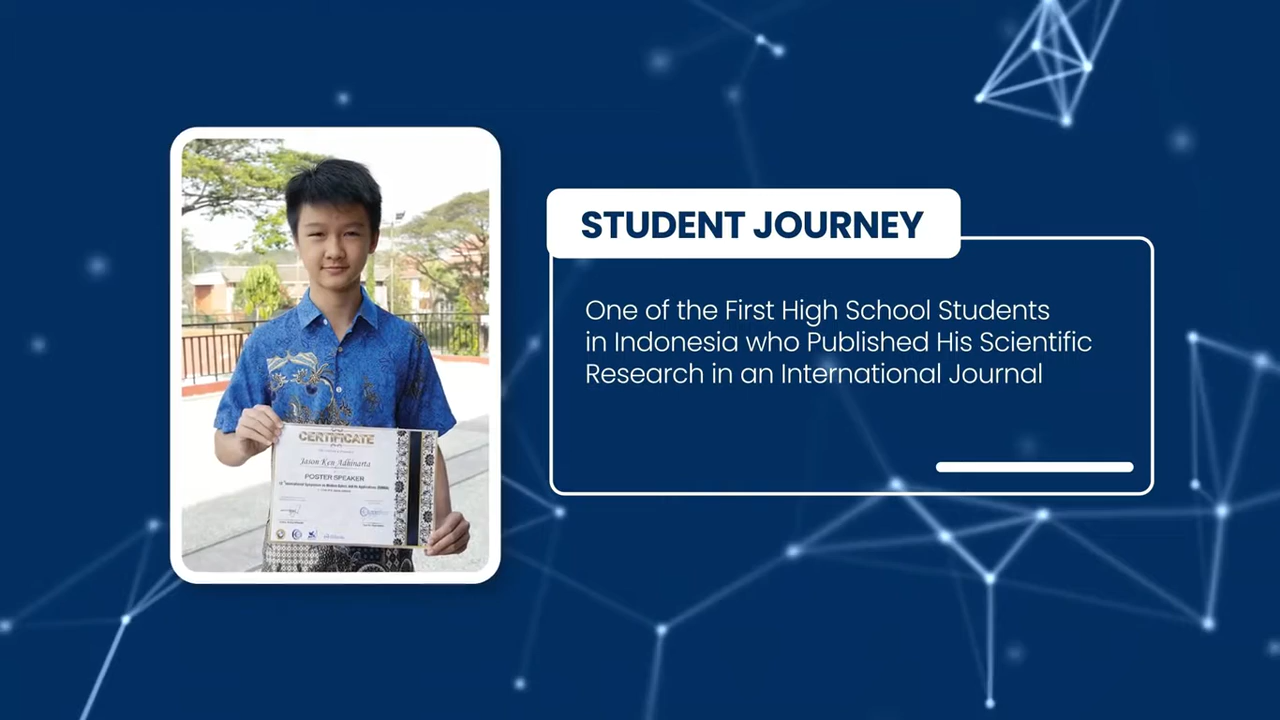 STUDENT JOURNEY
One of the First High School Students
in Indonesia who Published His Scientific
Research in an International Journal
CERTIFICATE
Jason Ken Adhinarta
POSTER SPEAKER